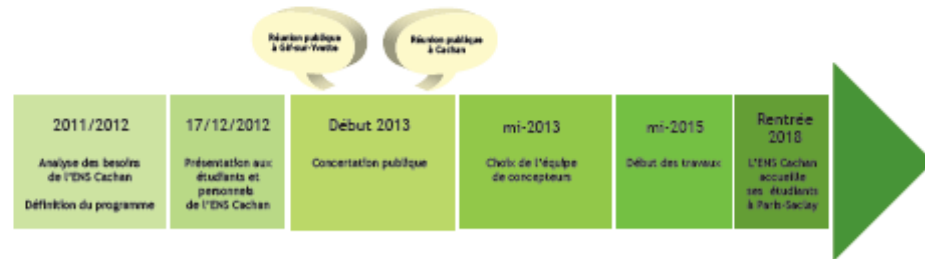 Réunion publique
à Gif-sur-Yvette
Réunion publique
à Cachan
2011/2012
Analyse des besoins
de l'ENS Cachan
Définition du programme
17/12/2012
Présentation aux
étudiants et
personnels
de l'ENS Cachan
Début 2013
Concertation publique
mi-2013
Choix de l'équipe
de concepteurs
mi-2015
Début des travaux
Rentrée
2018
L'ENS Cachan
accueille
ses étudiants
à Paris-Saclay